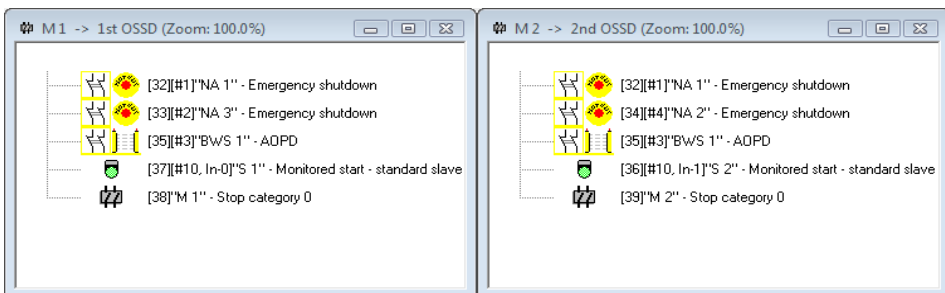 M 1 -> 1st OSSD (Zoom: 100.0%)
[32][#1]"NA 1" - Emergency shutdown
[33][#2]"NA 3" - Emergency shutdown
[35][#3]"BWS 1" - AOPD
[37][#10, In-0]"S 1" - Monitored start - standard slave
[38]"M 1" - Stop category 0
M 2 -> 2nd OSSD (Zoom: 100.0%)
[32][#1]"NA 1" - Emergency shutdown
[34][#4]"NA 2" - Emergency shutdown
[35][#3]"BWS 1" - AOPD
[36][#10, In-1]"S 2" - Monitored start - standard slave
[39]"M 2" - Stop category 0